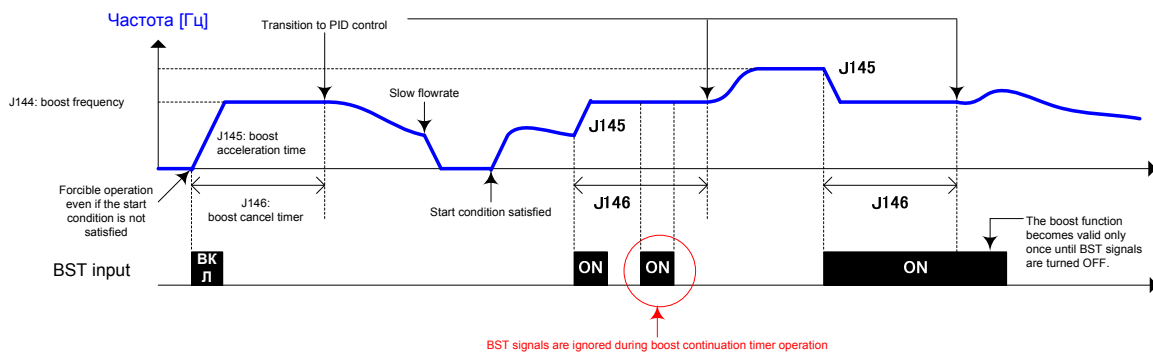 Частота [Гц]
Transition to PID control
J144: boost frequency
J145: boost
acceleration time
Slow flowrate
J145
J145
Forcible operation
even if the start
condition is not
satisfied
J146:
boost cancel timer
Start condition satisfied
J146
J146
The boost function
becomes valid only
once until BST signals
are turned OFF.
BST input
ВК
Л
ON
ON
ON
BST signals are ignored during boost continuation timer operation